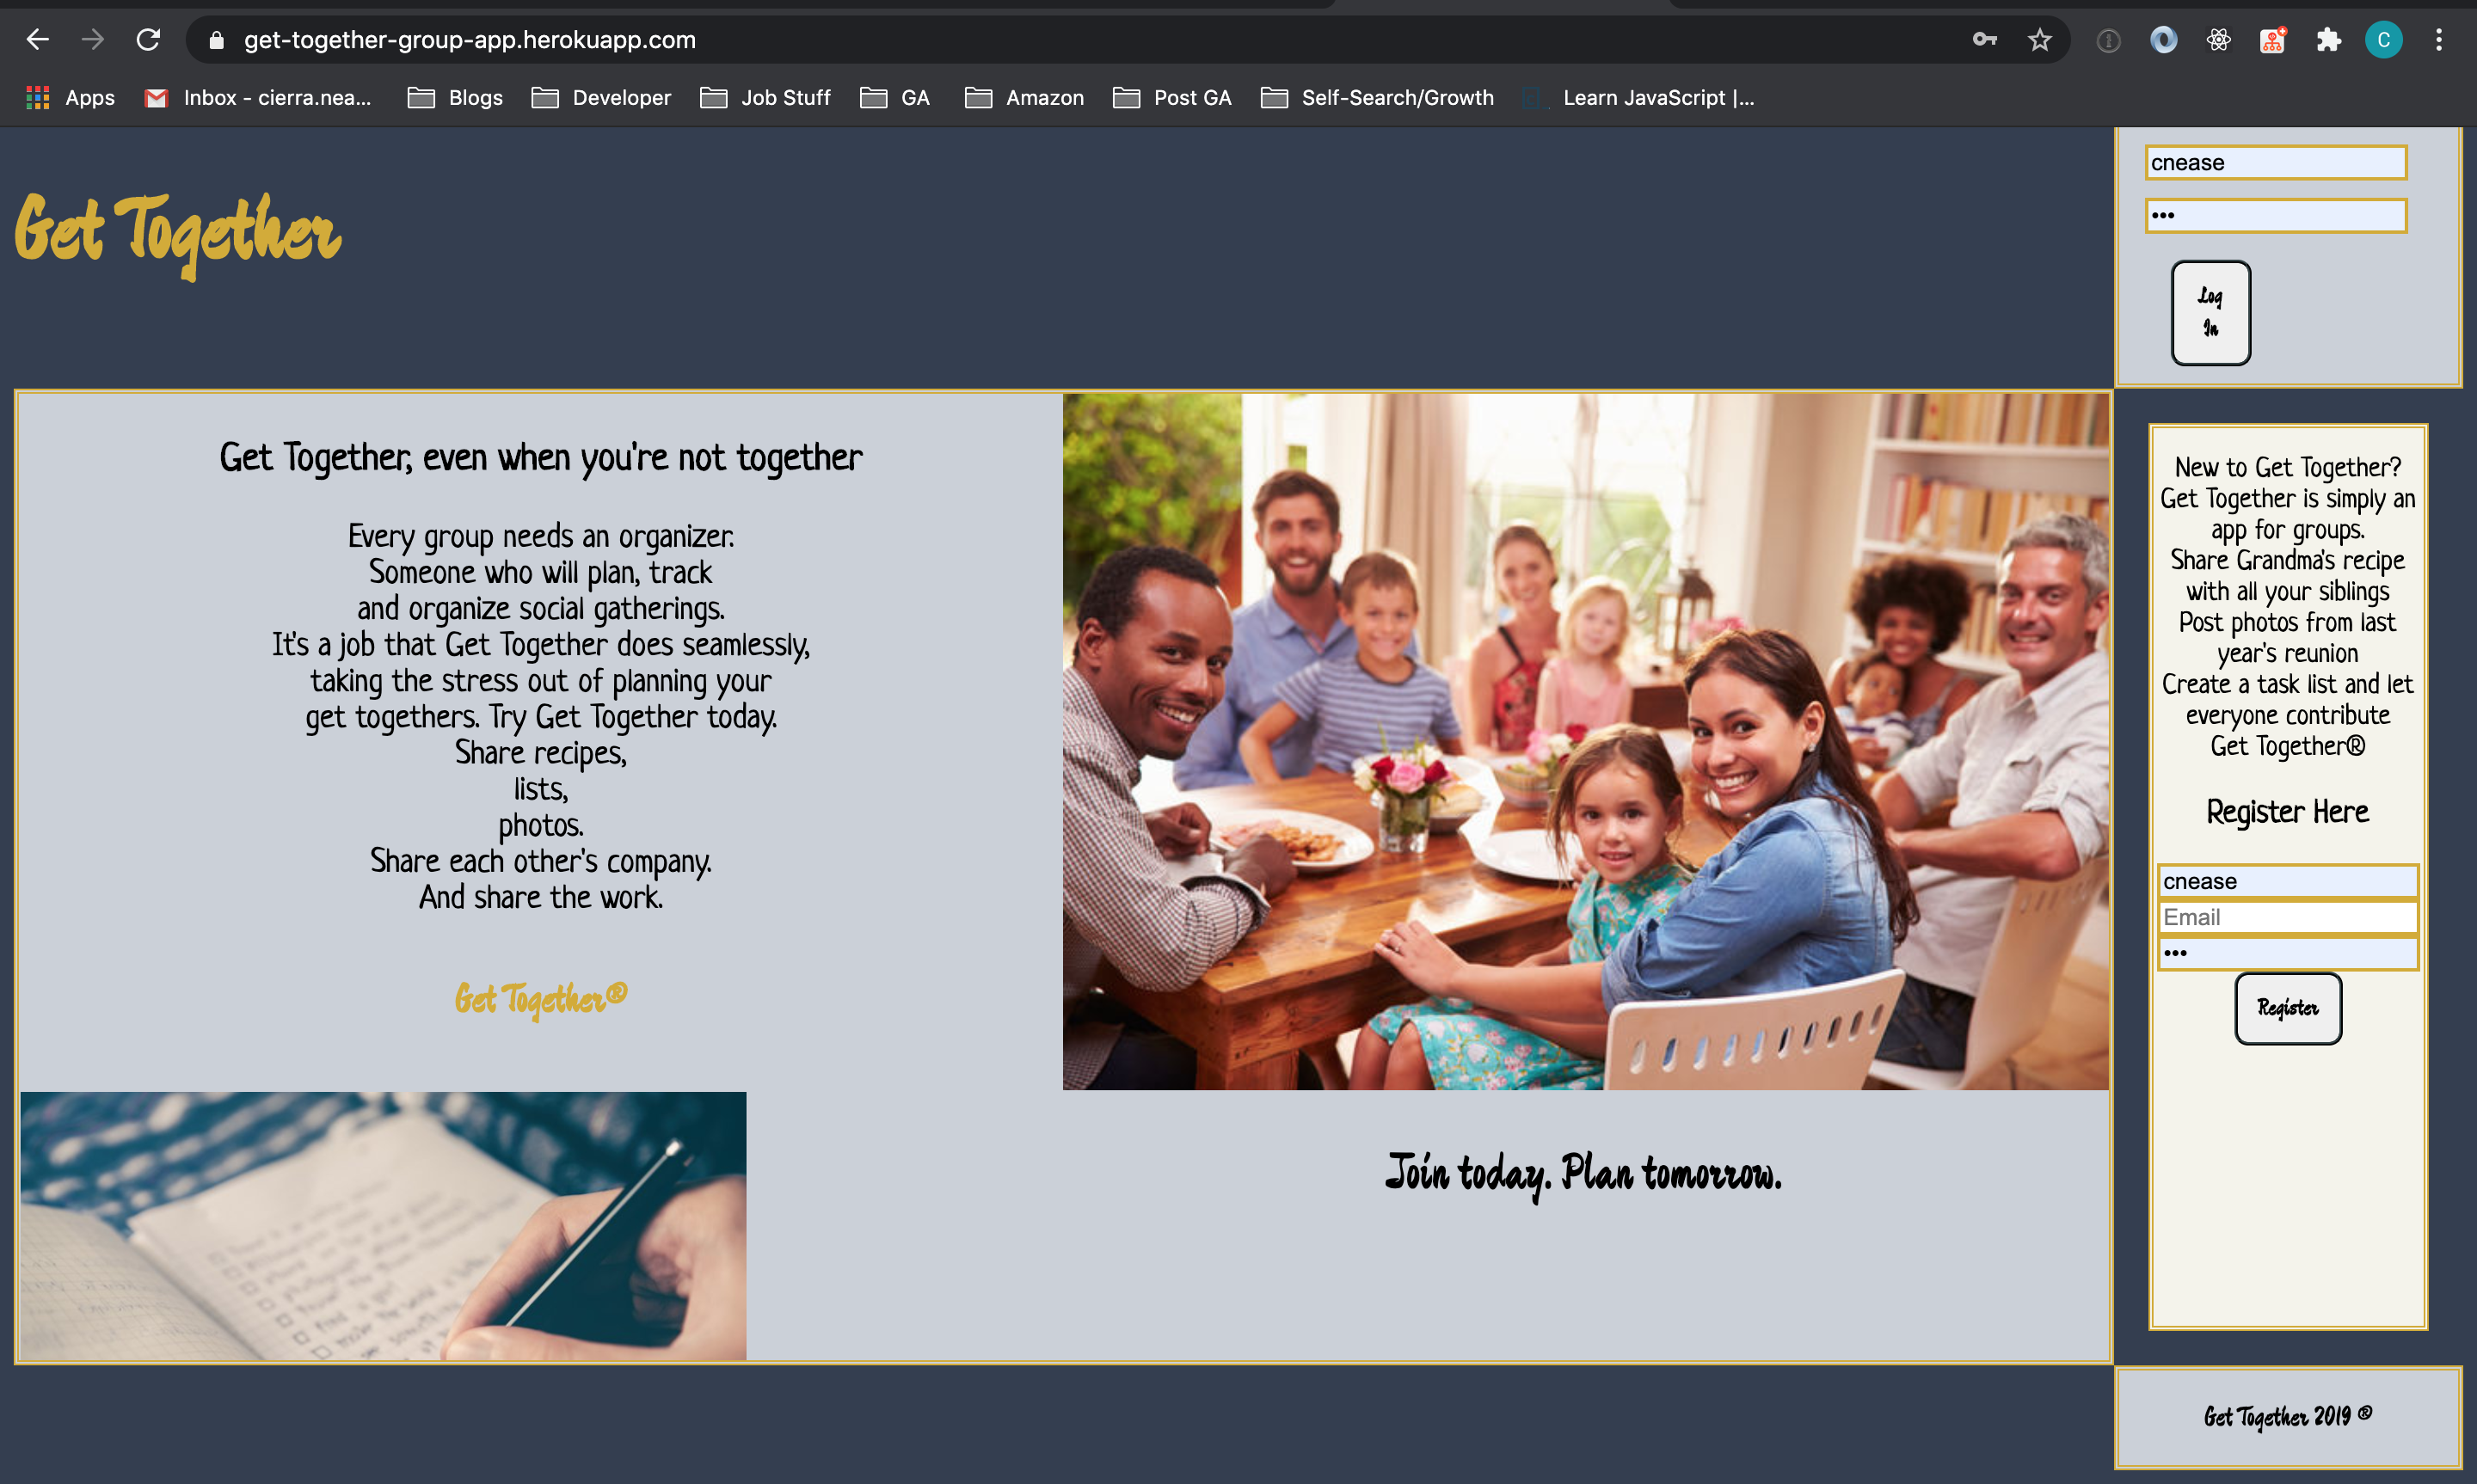 get-together-group-app.herokuapp.com
C
Apps
Inbox - cierra.nea...
Blogs
Developer
Job Stuff
GA
Amazon
Post GA
Self-Search/Growth
Learn JavaScript |...
Get Together
cnease
•••
Log
In
Get Together, even when you're not together
Every group needs an organizer.
Someone who will plan, track
and organize social gatherings.
It's a job that Get Together does seamlessly,
taking the stress out of planning your
get togethers. Try Get Together today.
Share recipes,
lists,
photos.
Share each other's company.
And share the work.
Get Together®
Join today. Plan tomorrow.
New to Get Together?
Get Together is simply an
app for groups.
Share Grandma's recipe
with all your siblings
Post photos from last
year's reunion
Create a task list and let
everyone contribute
Get Together®
Register Here
cnease
Email
•••
Register
Get Together 2019 ®